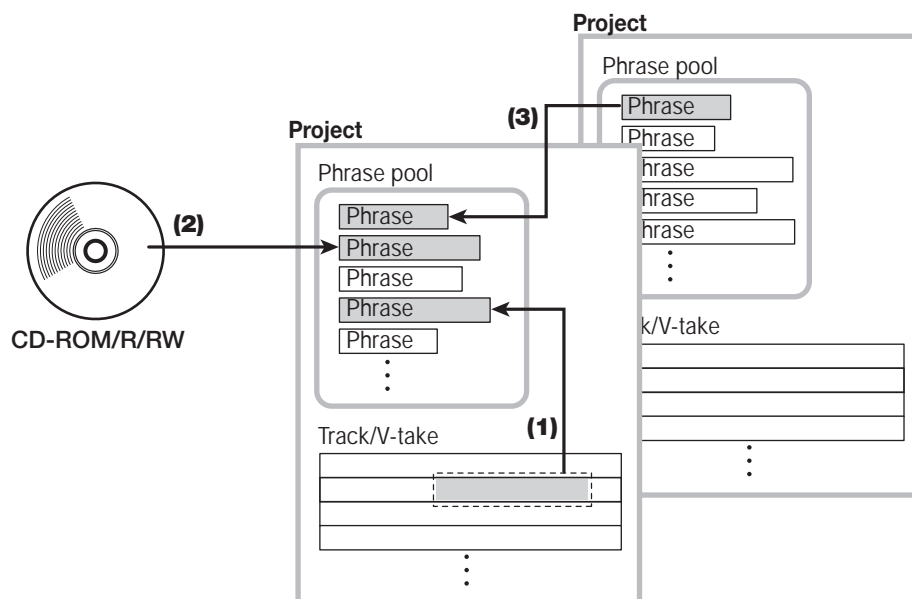 Project
Phrase pool
Phrase
Phrase
hrase
hrase
hrase
k/V-take
(3)
Project
Phrase pool
Phrase
Phrase
Phrase
Phrase
Phrase
(2)
CD-ROM/R/RW
(1)
Track/V-take